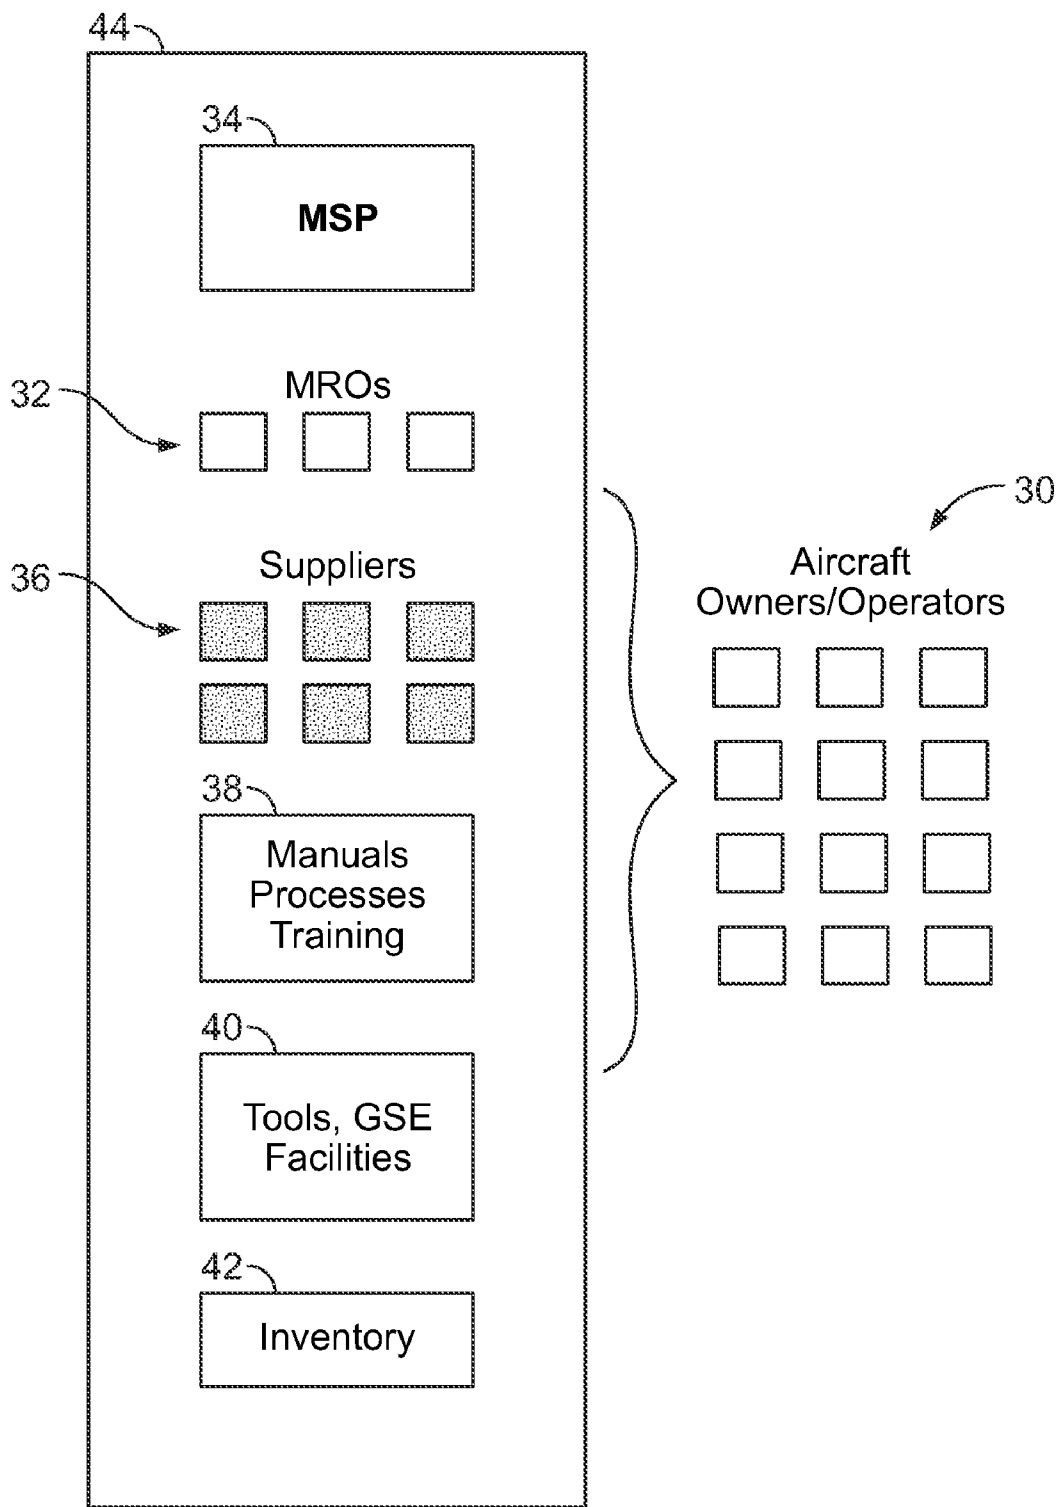 44
34
MSP
32
MROs
30
36
Suppliers
Aircraft
Owners/Operators
38
Manuals
Processes
Training
40
Tools, GSE
Facilities
42
Inventory